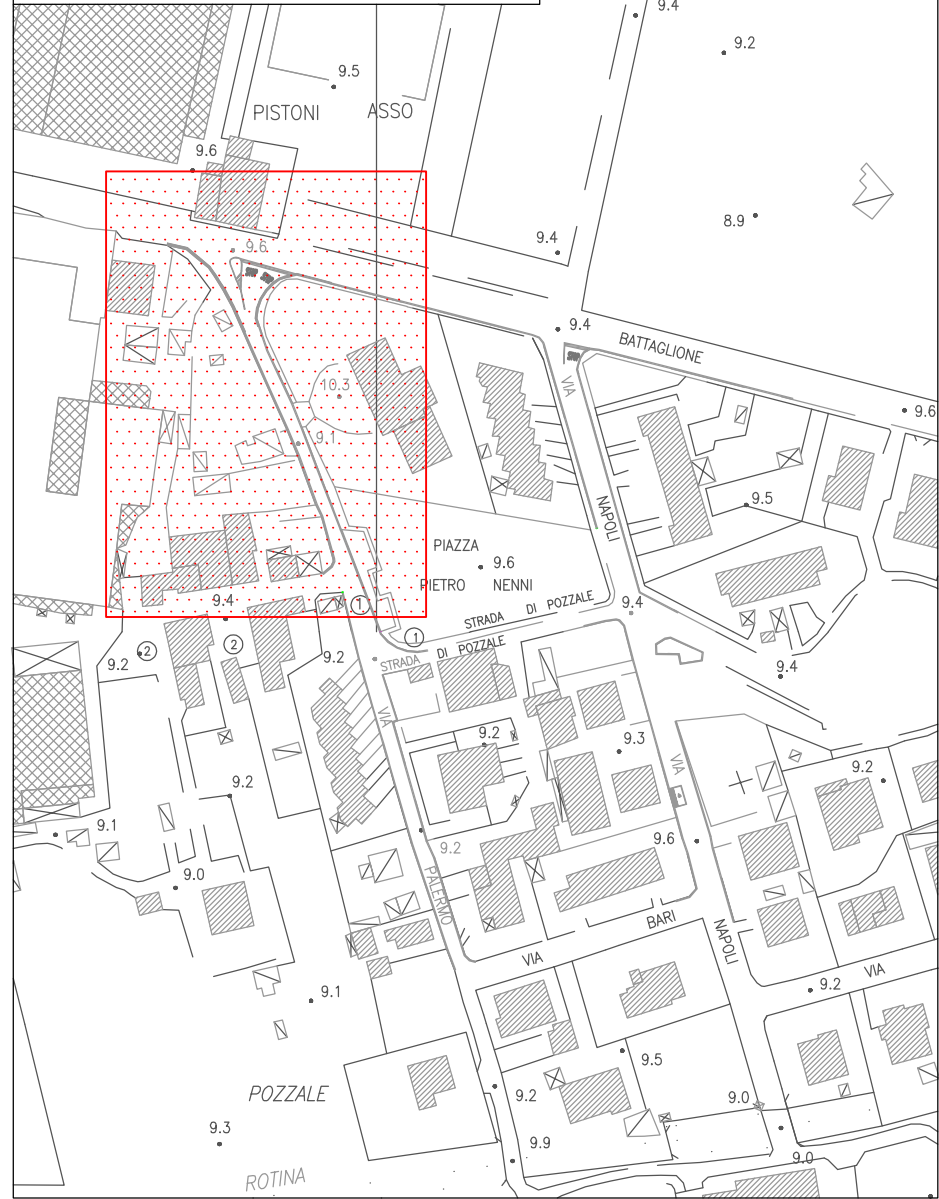 9.4
9.2
9.5
PISTONI ASSO
9.6
8.9
9.4
9.6
9.4
BATTAGLIONE
VIA
10.3
9.6
9.1
9.5
NAPOLI
PIAZZA
9.6
PIETRO NENNI
9.4
STRADA DI POZZALE
9.4
1
1
STRADA DI POZZALE
2
2
9.2
9.2
9.4
VIA
9.2
9.3
VIA
9.2
9.2
9.1
9.2
9.6
9.0
PALERMO
BARI
NAPOLI
VIA
VIA
9.1
9.2
9.5
POZZALE
9.2
9.0
9.3
9.9
9.0
ROTINA